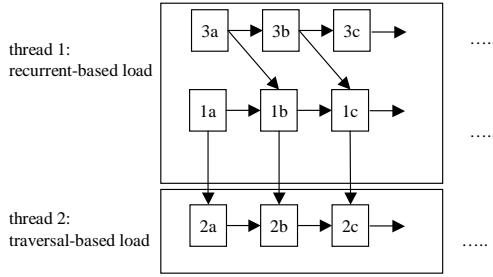 3a 3b 3c
thread 1:
recurrent-based load
…..
1a 1b 1c
…..
thread 2:
traversal-based load
2a 2b 2c
…..